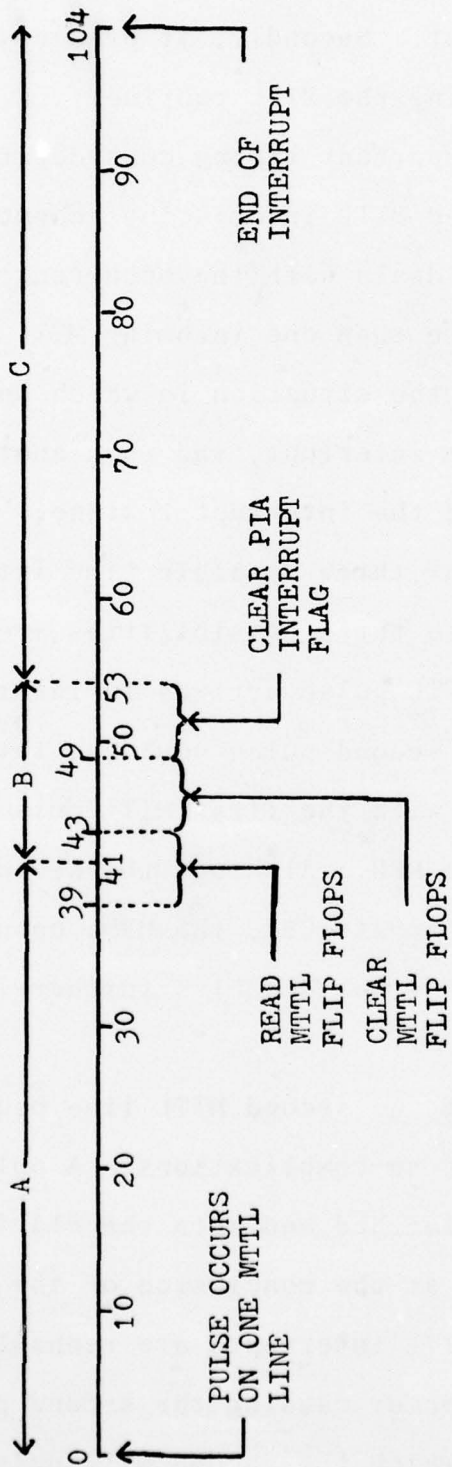 A B C
0 10 20 30 39 41 43 49 50 53 60 70 80 90 104
PULSE OCCURS
ON ONE MTTL
LINE
READ
MTTL
FLIP FLOPS
CLEAR
MTTL
FLIP FLOPS
CLEAR PIA
INTERRUPT
FLAG
END OF
INTERRUPT